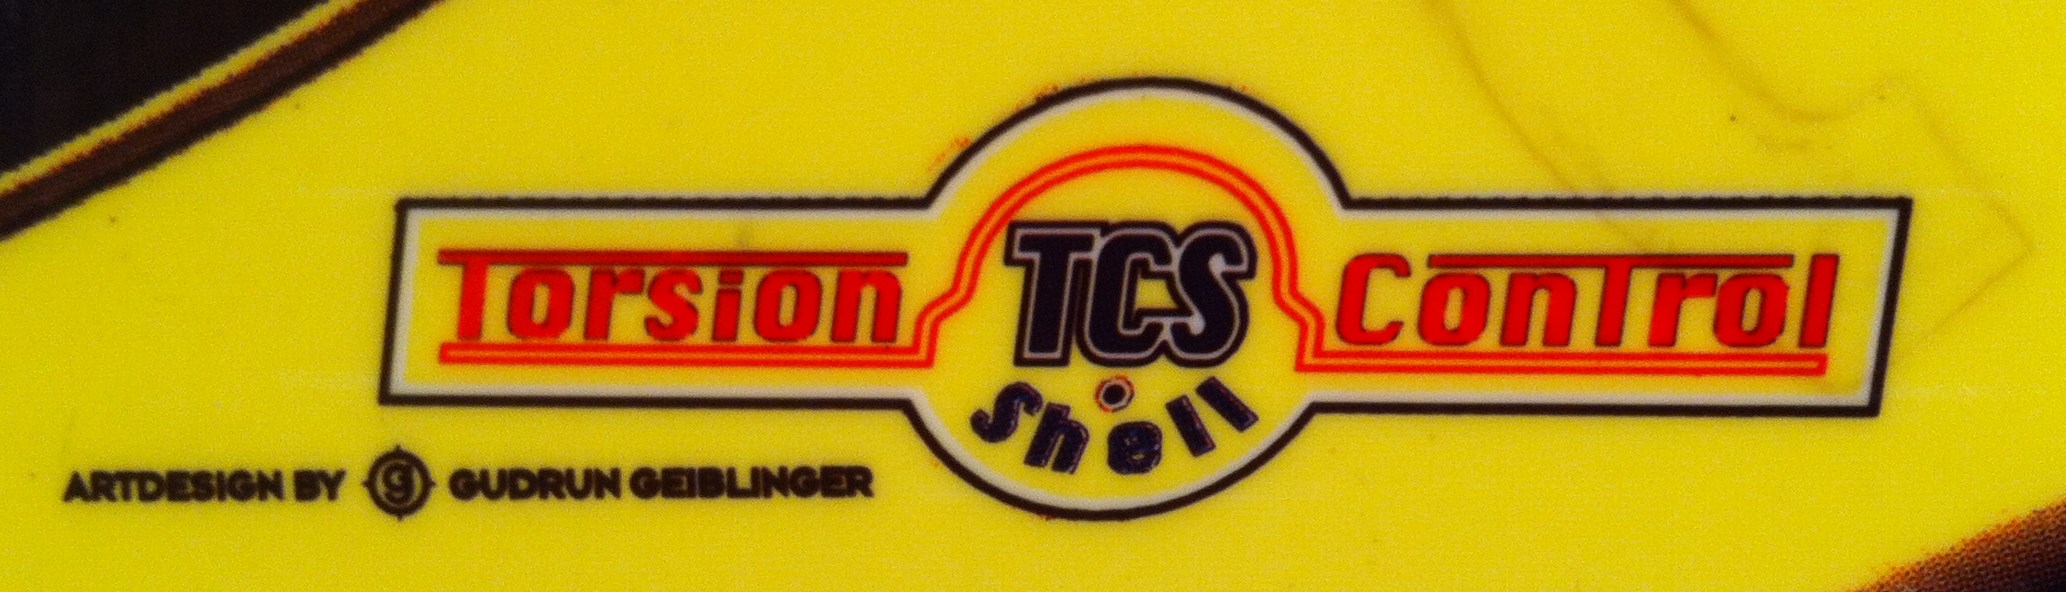 Torsion TCS Control
Shell
ARTDESIGN BY g GUDRUN GEIBLINGER